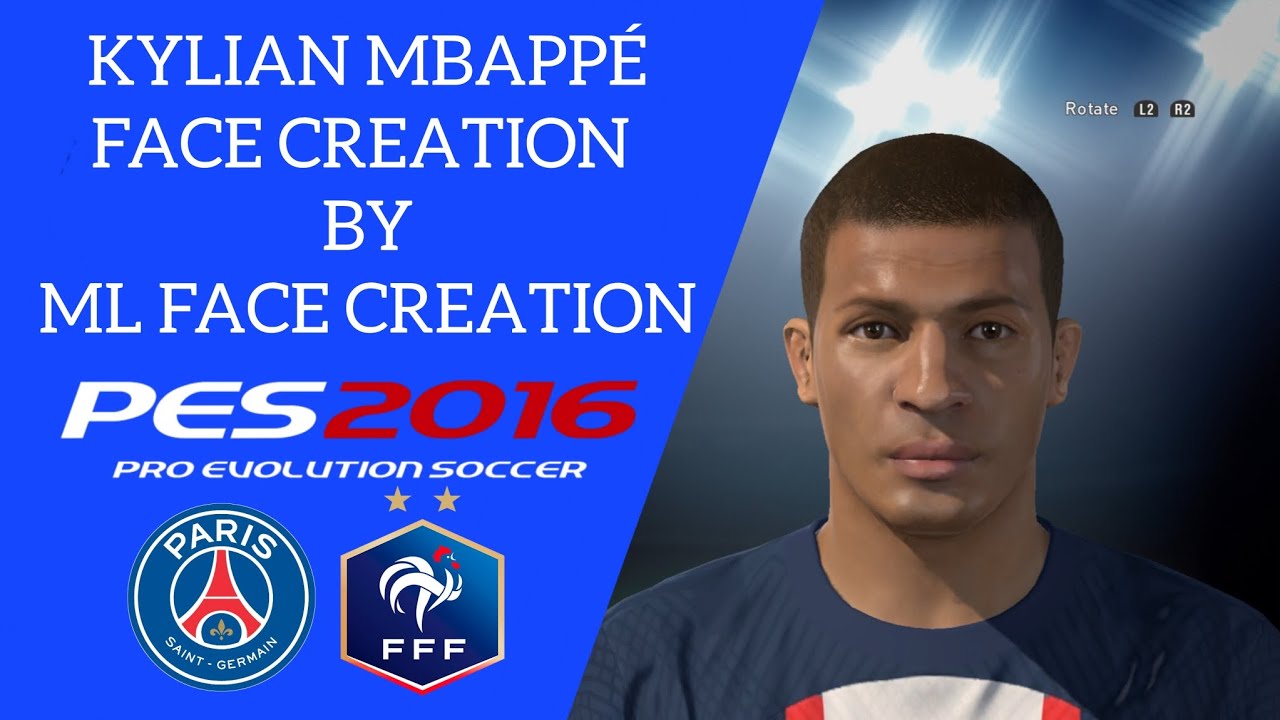 KYLIAN MBAPPÉ
FACE CREATION
BY
ML FACE CREATION
PES2016
PRO EVOLUTION SOCCER
PARIS
SAINT-GERMAIN
FFF
Rotate L2 R2